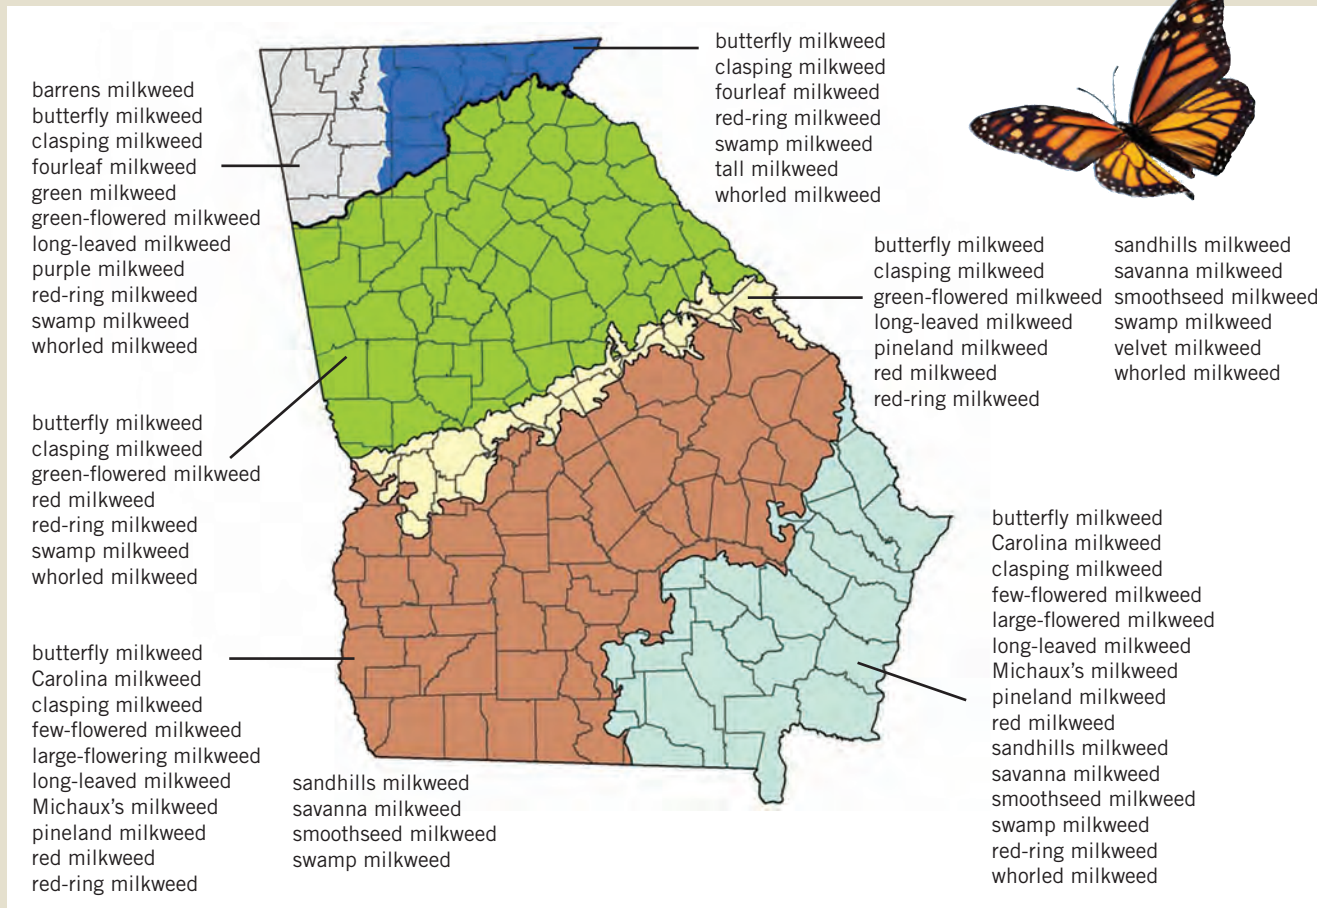 barrens milkweed
butterfly milkweed
clasping milkweed
fourleaf milkweed
green milkweed
green-flowered milkweed
long-leaved milkweed
purple milkweed
red-ring milkweed
swamp milkweed
whorled milkweed
butterfly milkweed
clasping milkweed
fourleaf milkweed
red-ring milkweed
swamp milkweed
tall milkweed
whorled milkweed
butterfly milkweed
clasping milkweed
green-flowered milkweed
long-leaved milkweed
pineland milkweed
red milkweed
red-ring milkweed
sandhills milkweed
savanna milkweed
smoothseed milkweed
swamp milkweed
velvet milkweed
whorled milkweed
butterfly milkweed
clasping milkweed
green-flowered milkweed
red milkweed
red-ring milkweed
swamp milkweed
whorled milkweed
butterfly milkweed
Carolina milkweed
clasping milkweed
few-flowered milkweed
large-flowering milkweed
long-leaved milkweed
Michaux's milkweed
pineland milkweed
red milkweed
red-ring milkweed
sandhills milkweed
savanna milkweed
smoothseed milkweed
swamp milkweed
butterfly milkweed
Carolina milkweed
clasping milkweed
few-flowered milkweed
large-flowered milkweed
long-leaved milkweed
Michaux's milkweed
pineland milkweed
red milkweed
sandhills milkweed
savanna milkweed
smoothseed milkweed
swamp milkweed
red-ring milkweed
whorled milkweed